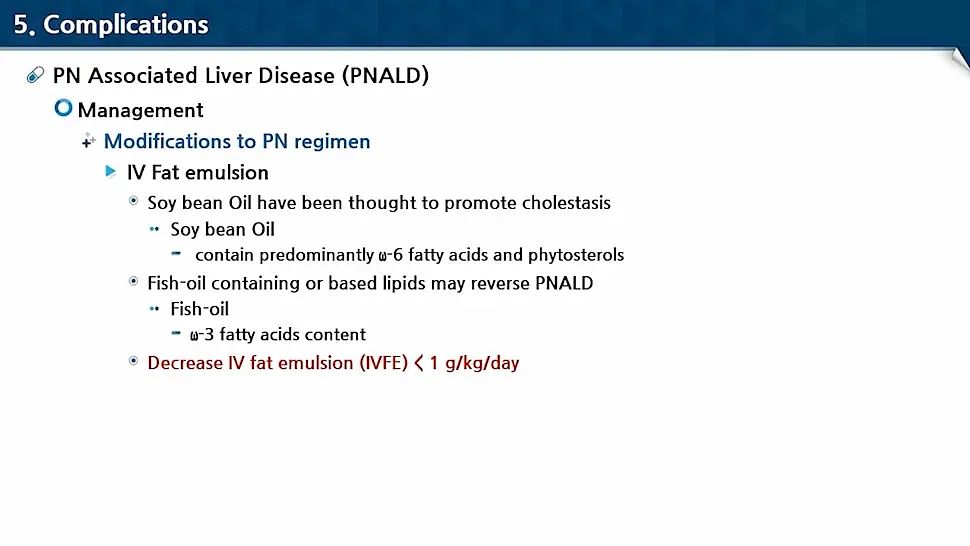 5. Complications
PN Associated Liver Disease (PNALD)
Management
Modifications to PN regimen
IV Fat emulsion
Soy bean Oil have been thought to promote cholestasis
Soy bean Oil
contain predominantly ω-6 fatty acids and phytosterols
Fish-oil containing or based lipids may reverse PNALD
Fish-oil
ω-3 fatty acids content
Decrease IV fat emulsion (IVFE) < 1 g/kg/day